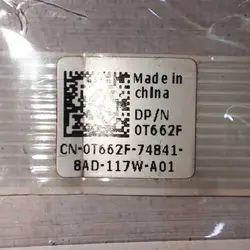 Made in
china
DP/N
0T662F
CN-0T662F-74841-
8AD-117W-A01